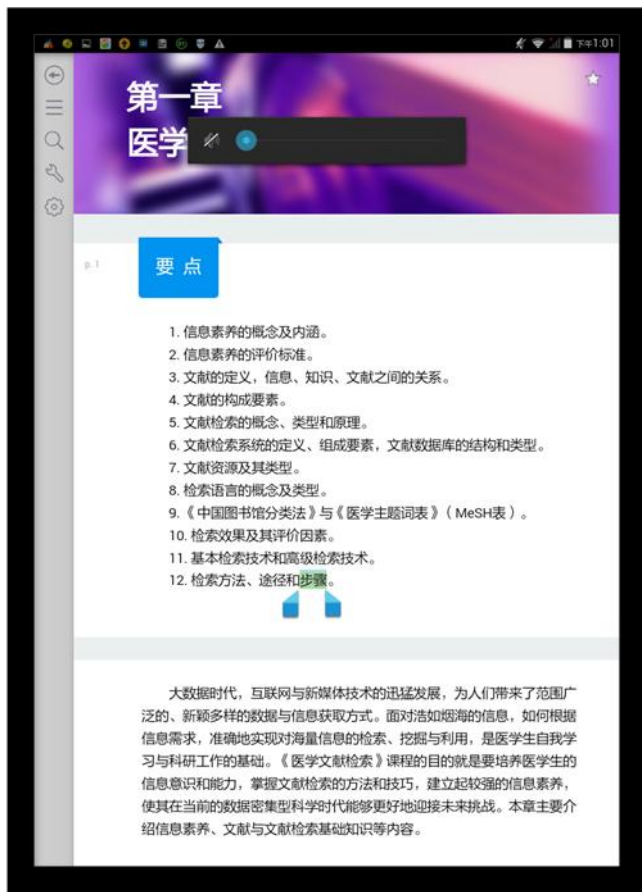 下午1:01
第一章
医学
p. 1
要点
1. 信息素养的概念及内涵。
2. 信息素养的评价标准。
3. 文献的定义，信息、知识、文献之间的关系。
4. 文献的构成要素。
5. 文献检索的概念、类型和原理。
6. 文献检索系统的定义、组成要素，文献数据库的结构和类型。
7. 文献资源及其类型。
8. 检索语言的概念及类型。
9. 《中国图书馆分类法》与《医学主题词表》（MeSH表）。
10. 检索效果及其评价因素。
11. 基本检索技术和高级检索技术。
12. 检索方法、途径和步骤。
大数据时代，互联网与新媒体技术的迅猛发展，为人们带来了范围广
泛的、新颖多样的数据与信息获取方式。面对浩如烟海的信息，如何根据
信息需求，准确地实现对海量信息的检索、挖掘与利用，是医学生自我学
习与科研工作的基础。《医学文献检索》课程的目的就是要培养医学生的
信息意识和能力，掌握文献检索的方法和技巧，建立起较强的信息素养，
使其在当前的数据密集型科学时代能够更好地迎接未来挑战。本章主要介
绍信息素养、文献与文献检索基础知识等内容。